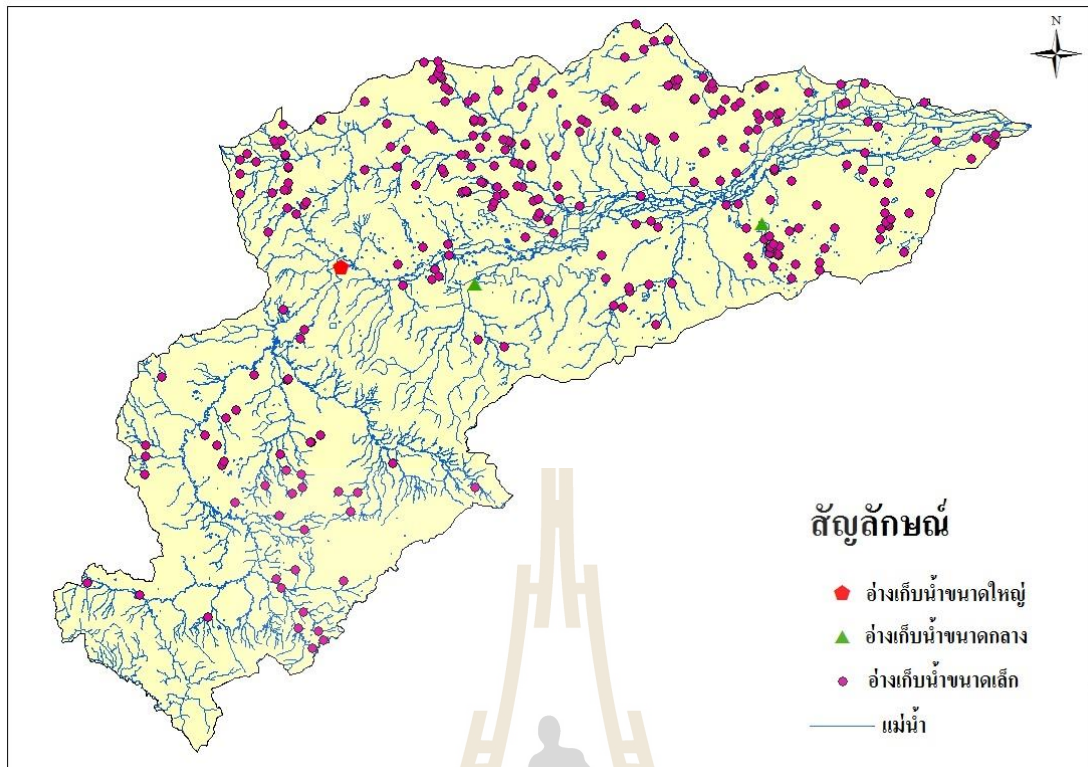 N
สัญลักษณ์
อ่างเก็บน้ำขนาดใหญ่
อ่างเก็บน้ำขนาดกลาง
อ่างเก็บน้ำขนาดเล็ก
แม่น้ำ